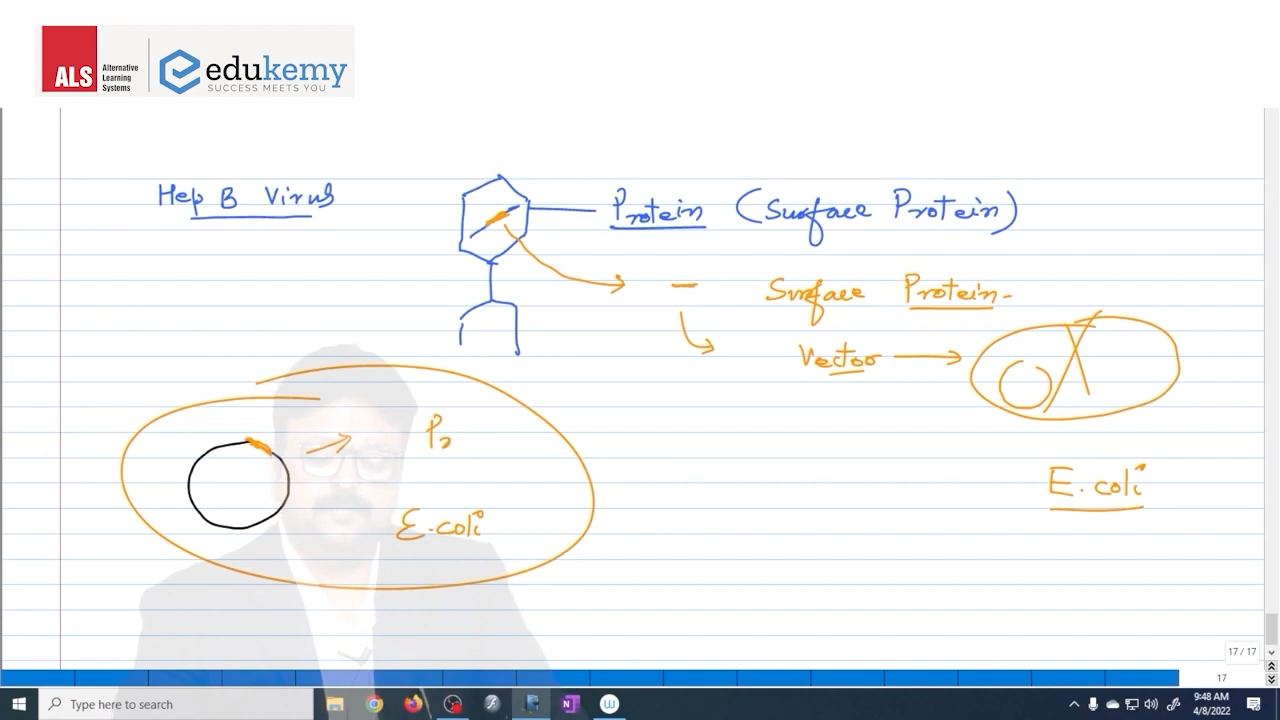 ALS
Alternative
Learning
Systems
edukemy
SUCCESS MEETS YOU
Hep B Virus
Protein (Surface Protein)
- Surface Protein-
Vector
E. coli
E.coli
17 / 17
17
Type here to search
9:48 AM
4/8/2022